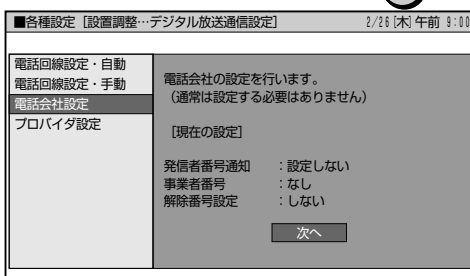 ■各種設定［設置調整…デジタル放送通信設定］ 2/26[木]午前 9:00
電話回線設定・自動
電話回線設定・手動
電話会社設定
プロバイダ設定
電話会社の設定を行います。
（通常は設定する必要はありません）
［現在の設定］
発信者番号通知 ：設定しない
事業者番号 ：なし
解除番号設定 ：しない
次へ